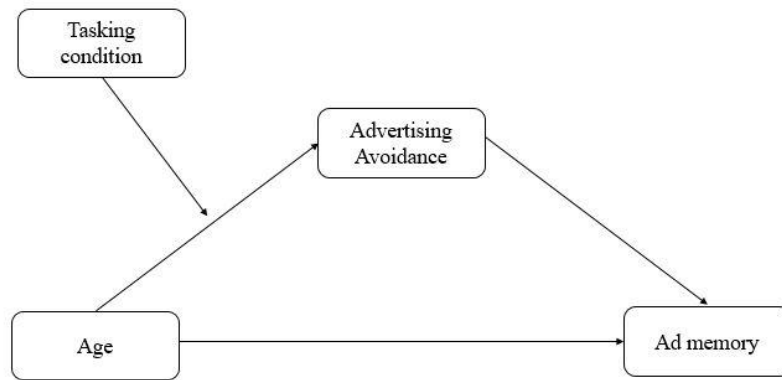 Tasking
condition
Advertising
Avoidance
Age
Ad memory